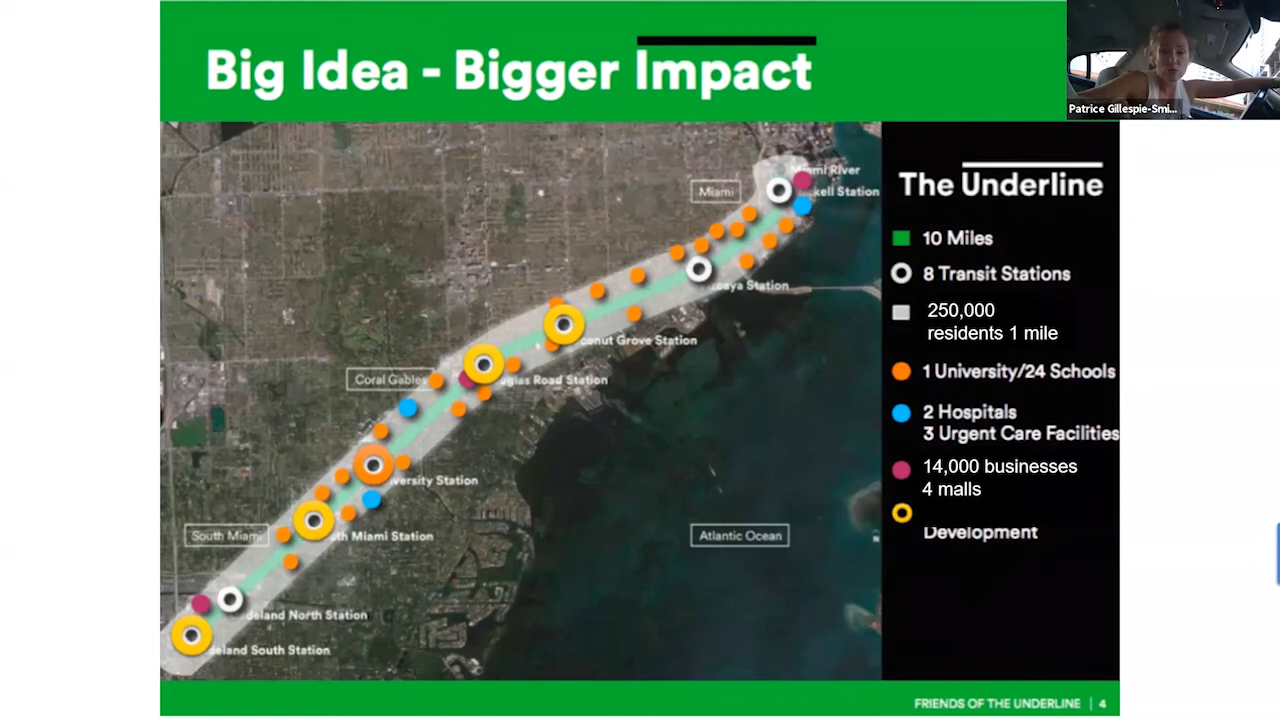 Big Idea - Bigger Impact
Patrice Gillespie-Smi...
Miami River
Miami
kell Station
caya Station
conut Grove Station
Coral Gables
uglas Road Station
versity Station
South Miami
th Miami Station
Atlantic Ocean
deland North Station
deland South Station
The Underline
10 Miles
8 Transit Stations
250,000
residents 1 mile
1 University/24 Schools
2 Hospitals
3 Urgent Care Facilities
14,000 businesses
4 malls
Development
FRIENDS OF THE UNDERLINE | 4